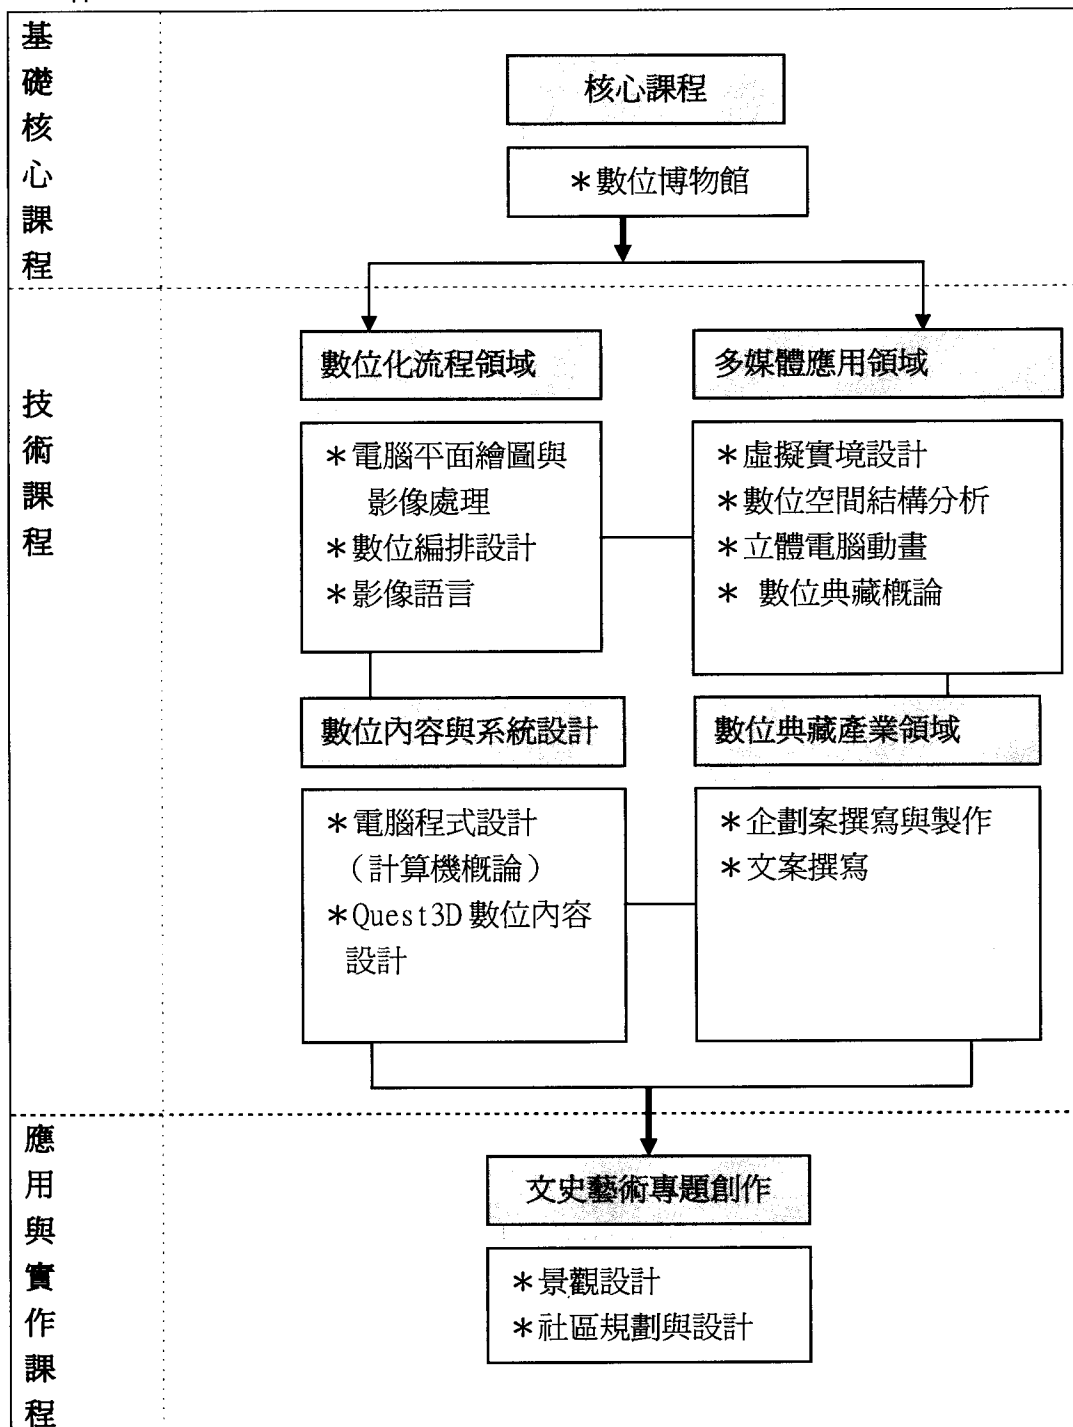 基礎核心課程
核心課程
＊數位博物館
技術課程
數位化流程領域
多媒體應用領域
＊電腦平面繪圖與
影像處理
＊數位編排設計
＊影像語言
＊虛擬實境設計
＊數位空間結構分析
＊立體電腦動畫
＊ 數位典藏概論
數位內容與系統設計
數位典藏產業領域
＊電腦程式設計
（計算機概論）
＊Quest3D 數位內容
設計
＊企劃案撰寫與製作
＊文案撰寫
應用與實作課程
文史藝術專題創作
＊景觀設計
＊社區規劃與設計